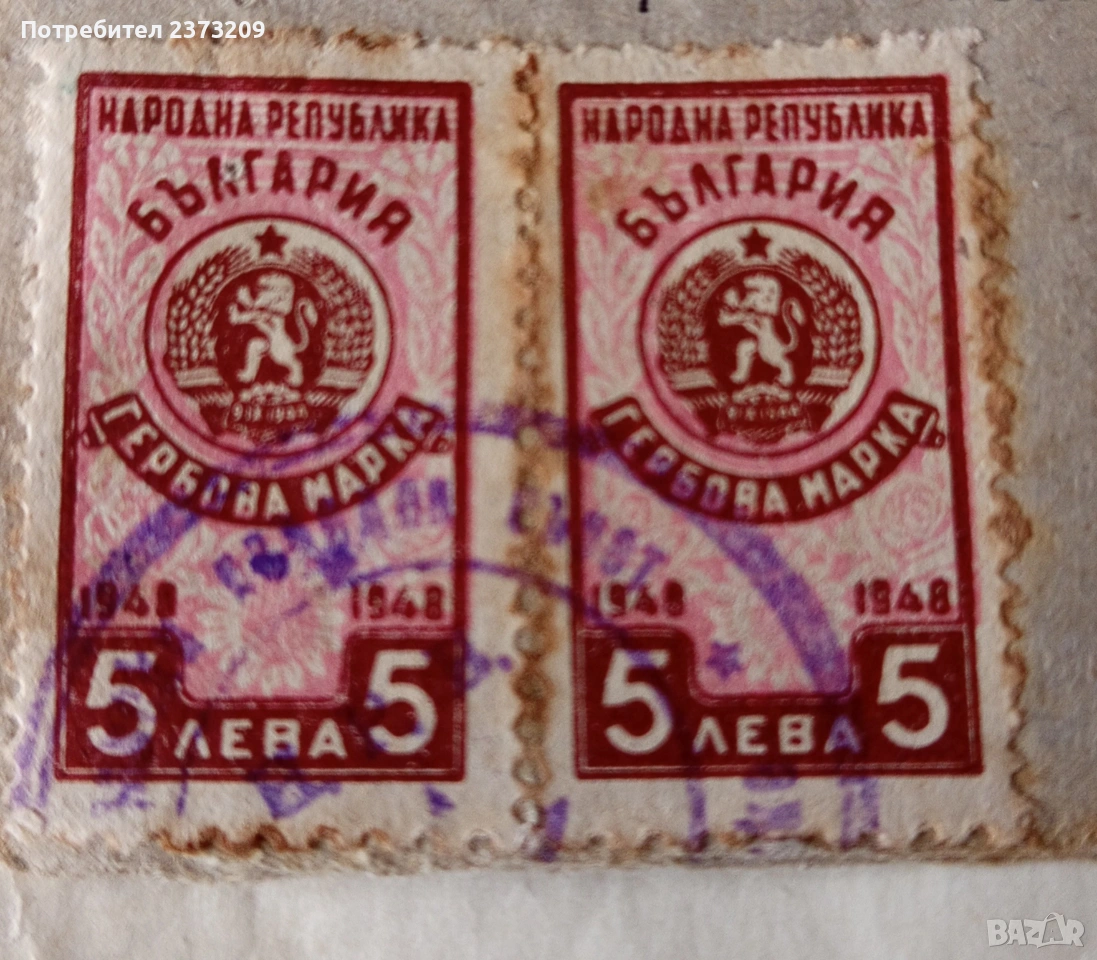 Потребител 2373209
НАРОДНА РЕПУБЛИКА
БЪЛГАРИЯ
ГЕРБОВА МАРКА
1948 1948
5 ЛЕВА 5
НАРОДНА РЕПУБЛИКА
БЪЛГАРИЯ
ГЕРБОВА МАРКА
1948 1948
5 ЛЕВА 5
BAZAR